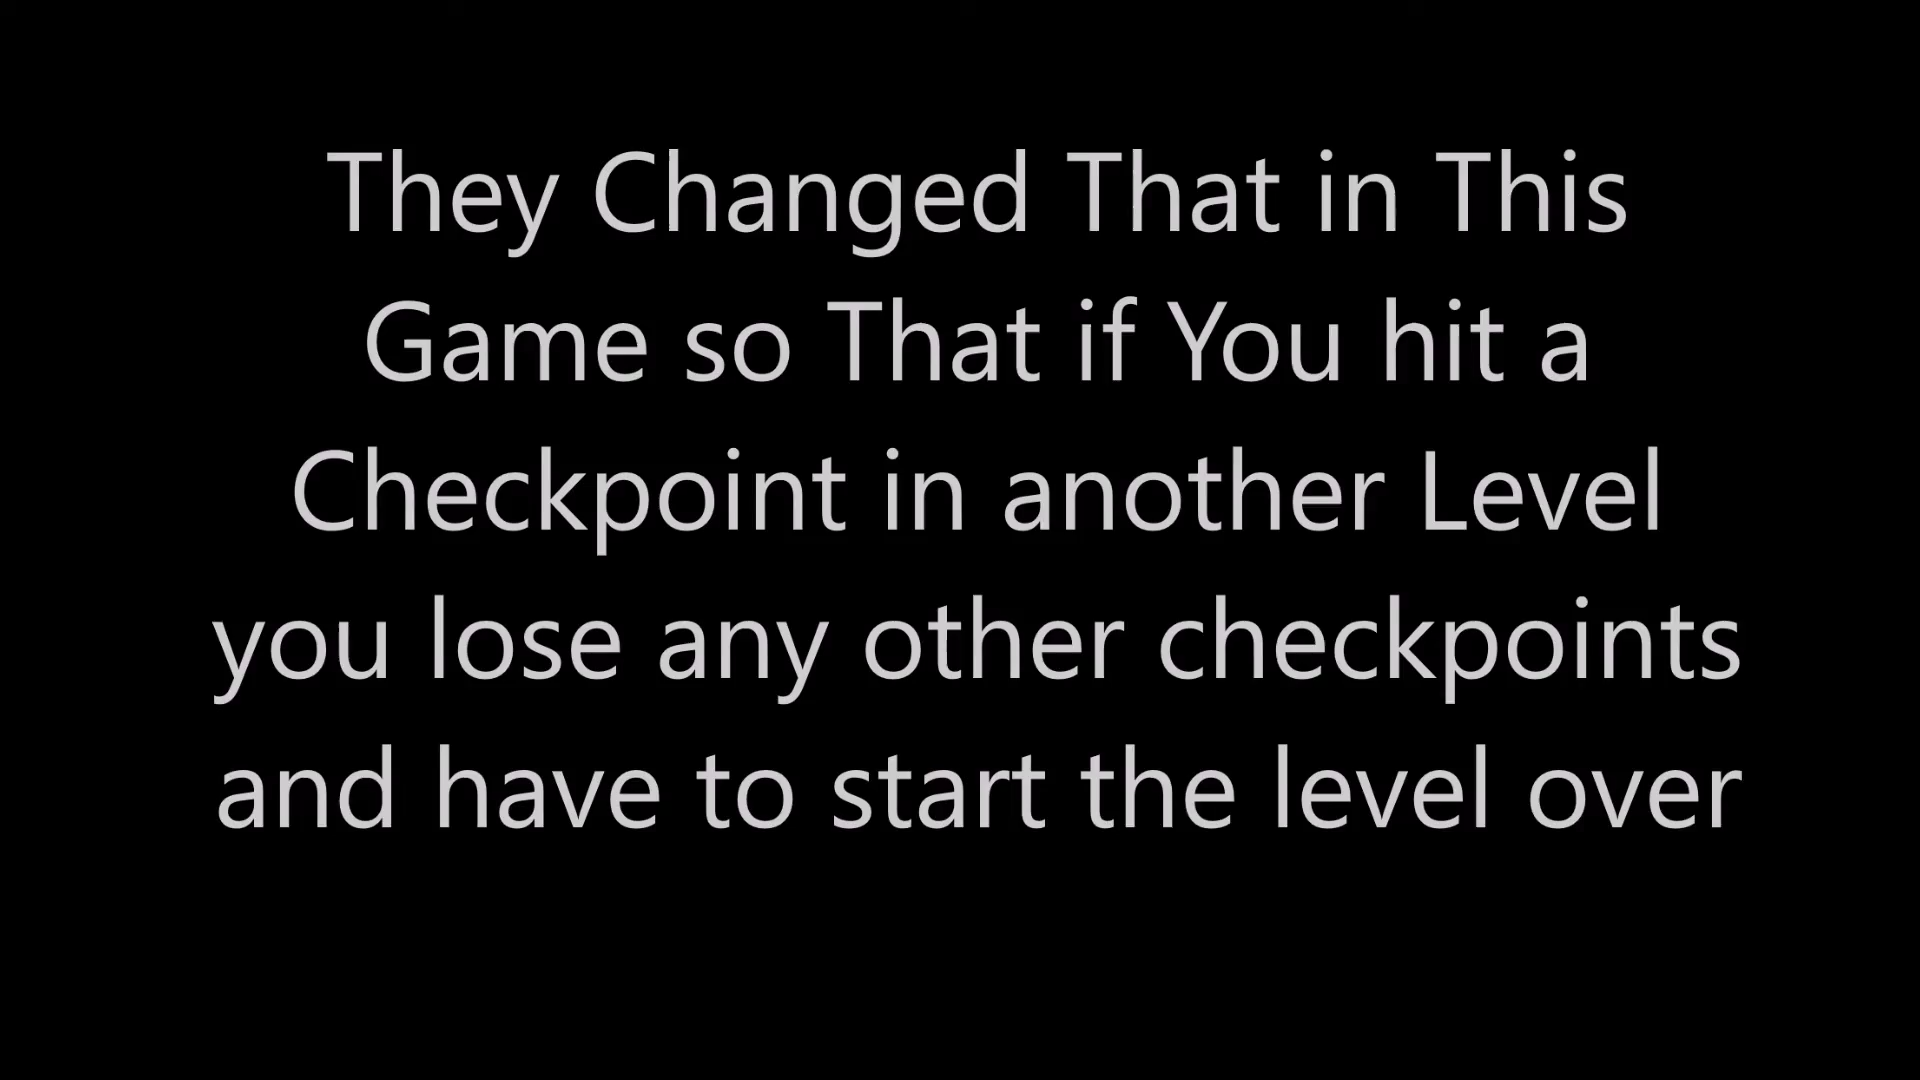 They Changed That in This
Game so That if You hit a
Checkpoint in another Level
you lose any other checkpoints
and have to start the level over